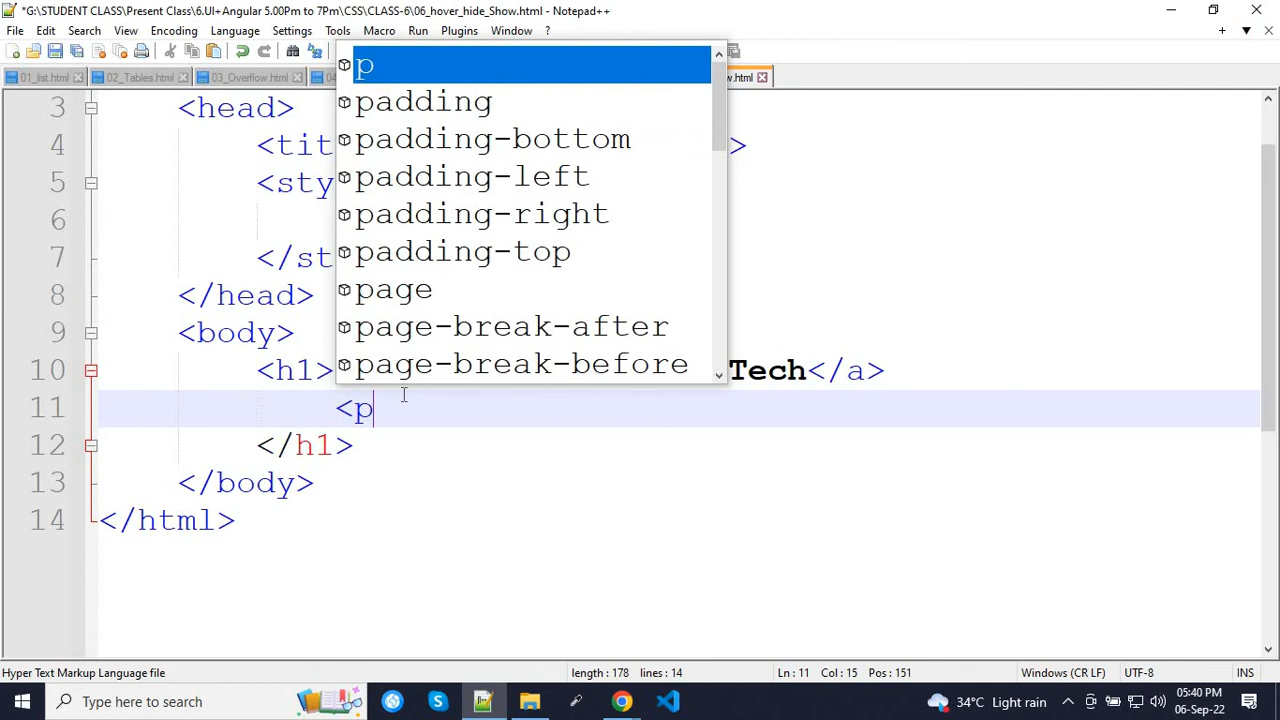 *G:\STUDENT CLASS\Present Class\6.UI+Angular 5.00Pm to 7Pm\CSS\CLASS-6\06_hover_hide_Show.html - Notepad++
File Edit Search View Encoding Language Settings Tools Macro Run Plugins Window ?
01_list.html 02_Tables.html 03_Overflow.html 04 w.html
3 <head>
4 <tit >
5 <sty
6
7 </st
8 </head>
9 <body>
10 <h1> Tech</a>
11 <p
12 </h1>
13 </body>
14 </html>
p
padding
padding-bottom
padding-left
padding-right
padding-top
page
page-break-after
page-break-before
Hyper Text Markup Language file length : 178 lines : 14 Ln : 11 Col : 15 Pos : 151 Windows (CR LF) UTF-8 INS
Type here to search 34°C Light rain 05:40 PM
06-Sep-22